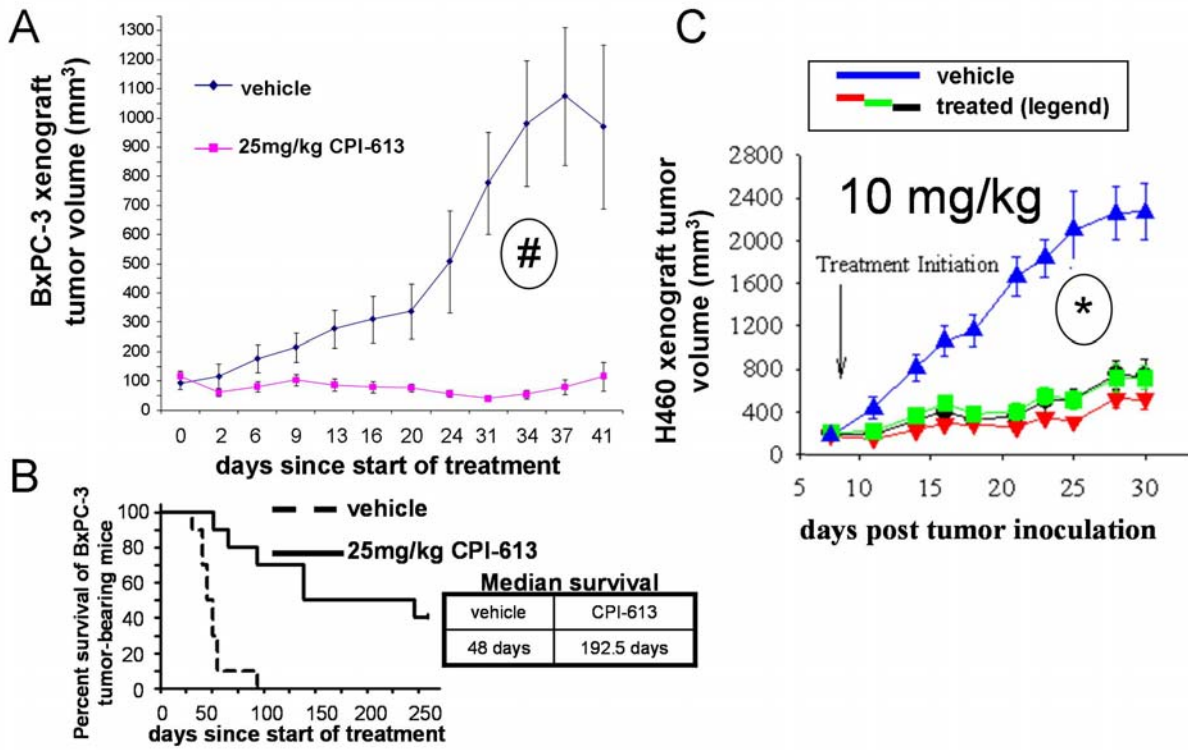 A
BxPC-3 xenograft
tumor volume (mm³)
1300
1200
1100
1000
900
800
700
600
500
400
300
200
100
0
vehicle
25mg/kg CPI-613
#
0 2 6 9 13 16 20 24 31 34 37 41
days since start of treatment
B
Percent survival of BxPC-3
tumor-bearing mice
100
80
60
40
20
0
vehicle
25mg/kg CPI-613
0 50 100 150 200 250
days since start of treatment
Median survival
vehicle CPI-613
48 days 192.5 days
C
vehicle
treated (legend)
H460 xenograft tumor
volume (mm³)
2800
2400
2000
1600
1200
800
400
0
10 mg/kg
Treatment Initiation
*
5 10 15 20 25 30
days post tumor inoculation